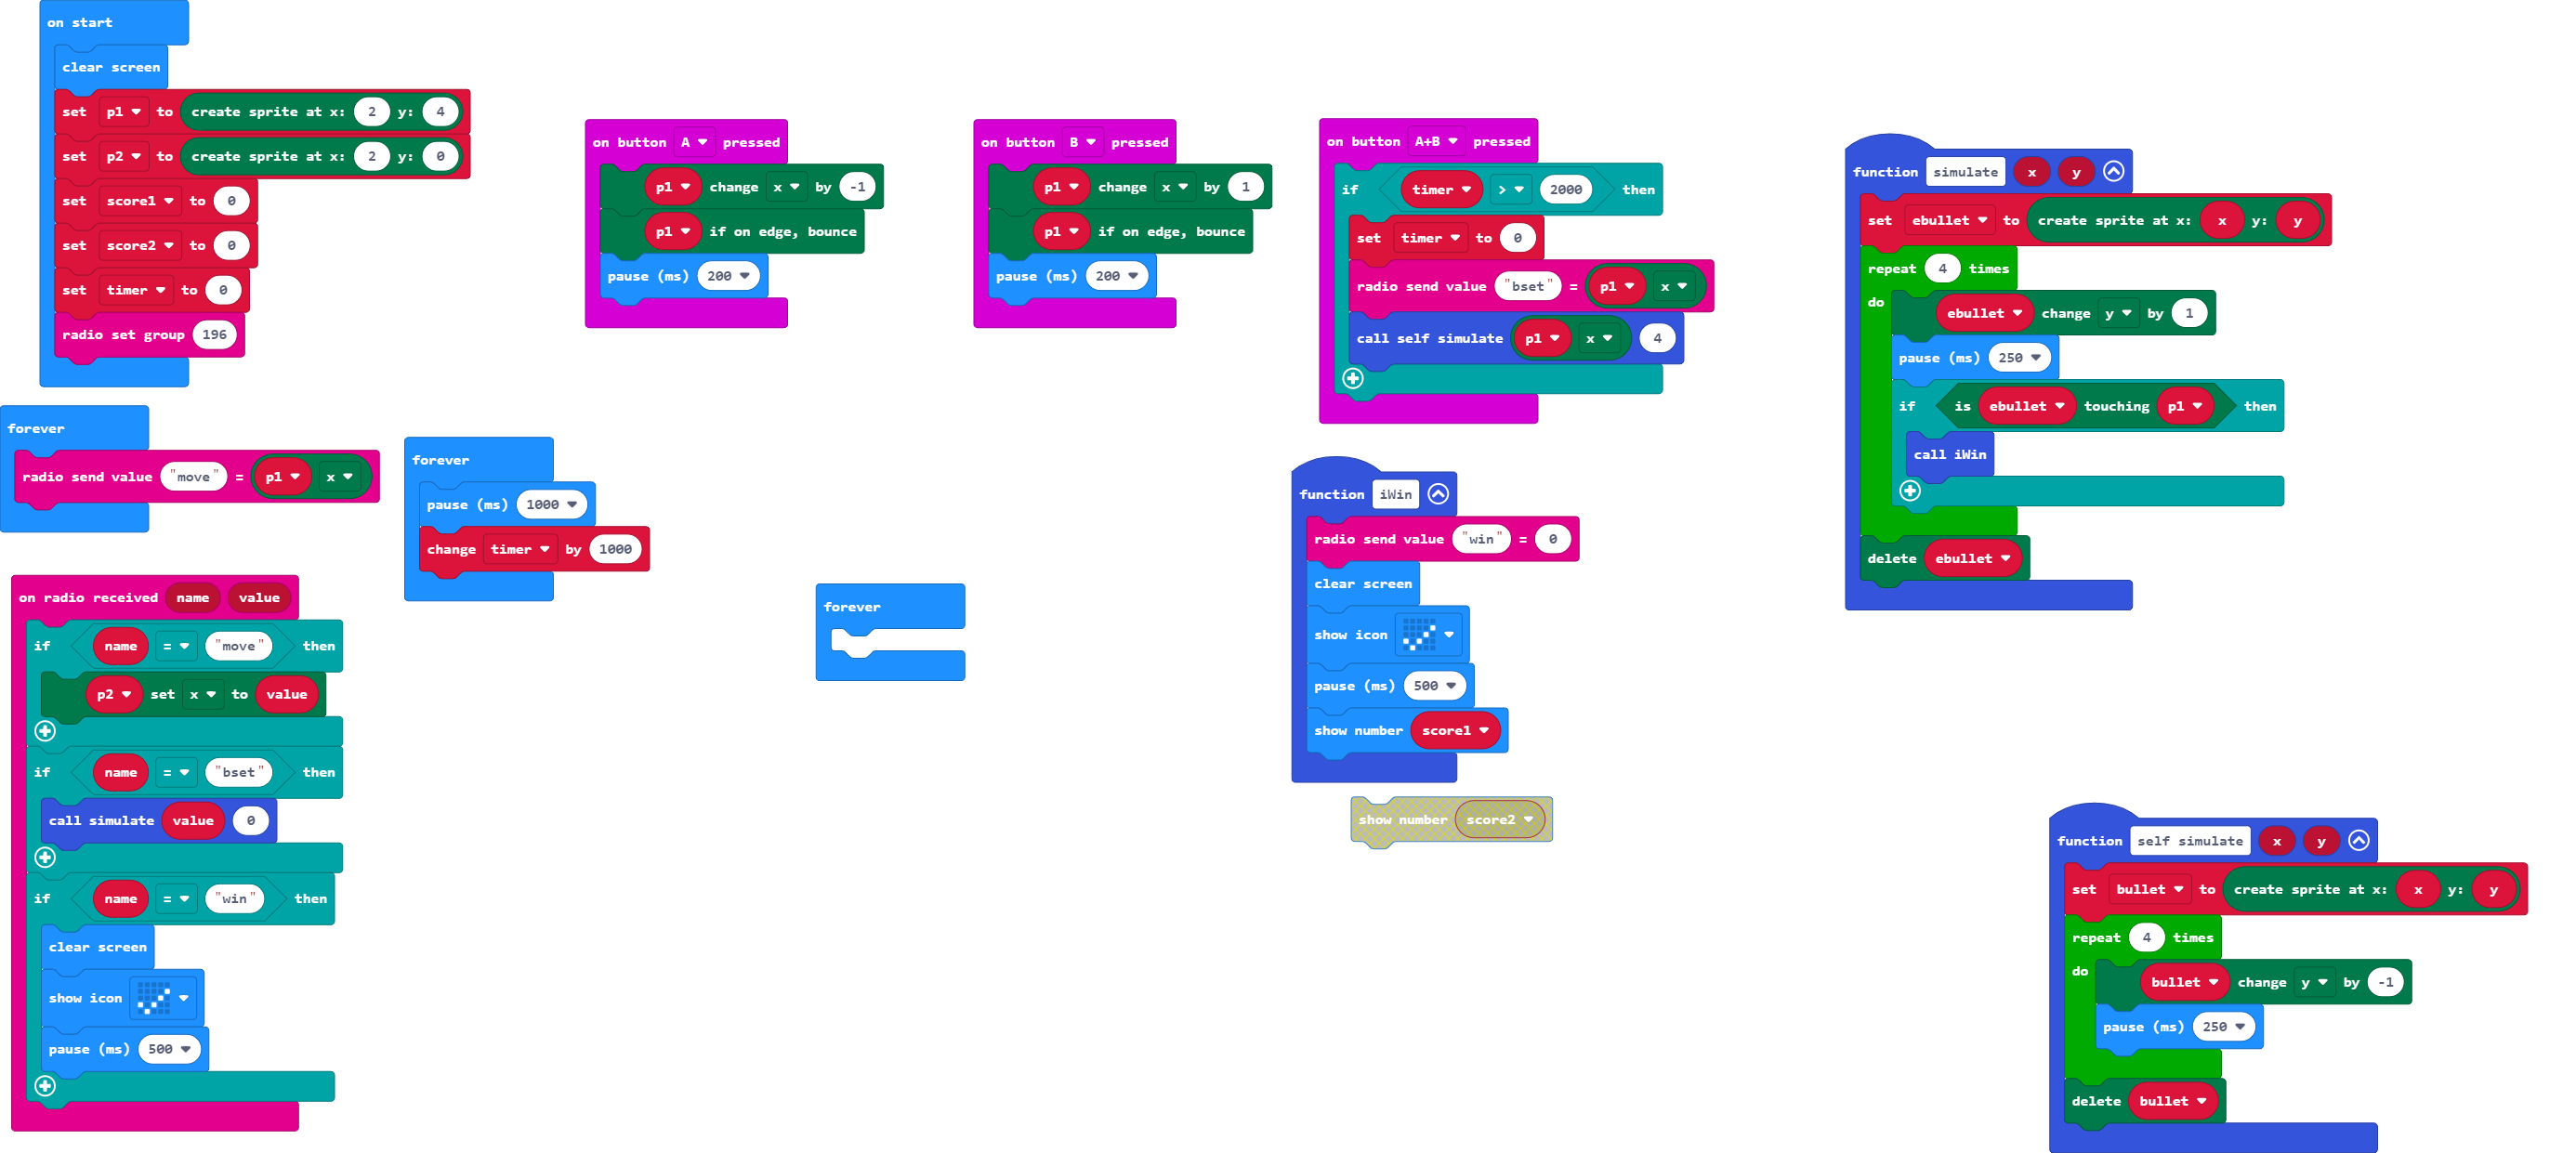 on start
clear screen
set p1 to create sprite at x: 2 y: 4
set p2 to create sprite at x: 2 y: 0
set score1 to 0
set score2 to 0
set timer to 0
radio set group 196
forever
radio send value "move" = p1 x
forever
pause (ms) 1000
change timer by 1000
on radio received name value
if name = "move" then
p2 set x to value
if name = "bset" then
call simulate value 0
if name = "win" then
clear screen
show icon
pause (ms) 500
on button A pressed
p1 change x by -1
p1 if on edge, bounce
pause (ms) 200
forever
on button B pressed
p1 change x by 1
p1 if on edge, bounce
pause (ms) 200
on button A+B pressed
if timer > 2000 then
set timer to 0
radio send value "bset" = p1 x
call self simulate p1 x 4
function iWin
radio send value "win" = 0
clear screen
show icon
pause (ms) 500
show number score1
show number score2
function simulate x y
set ebullet to create sprite at x: x y: y
repeat 4 times
do
ebullet change y by 1
pause (ms) 250
if is ebullet touching p1 then
call iWin
delete ebullet
function self simulate x y
set bullet to create sprite at x: x y: y
repeat 4 times
do
bullet change y by -1
pause (ms) 250
delete bullet